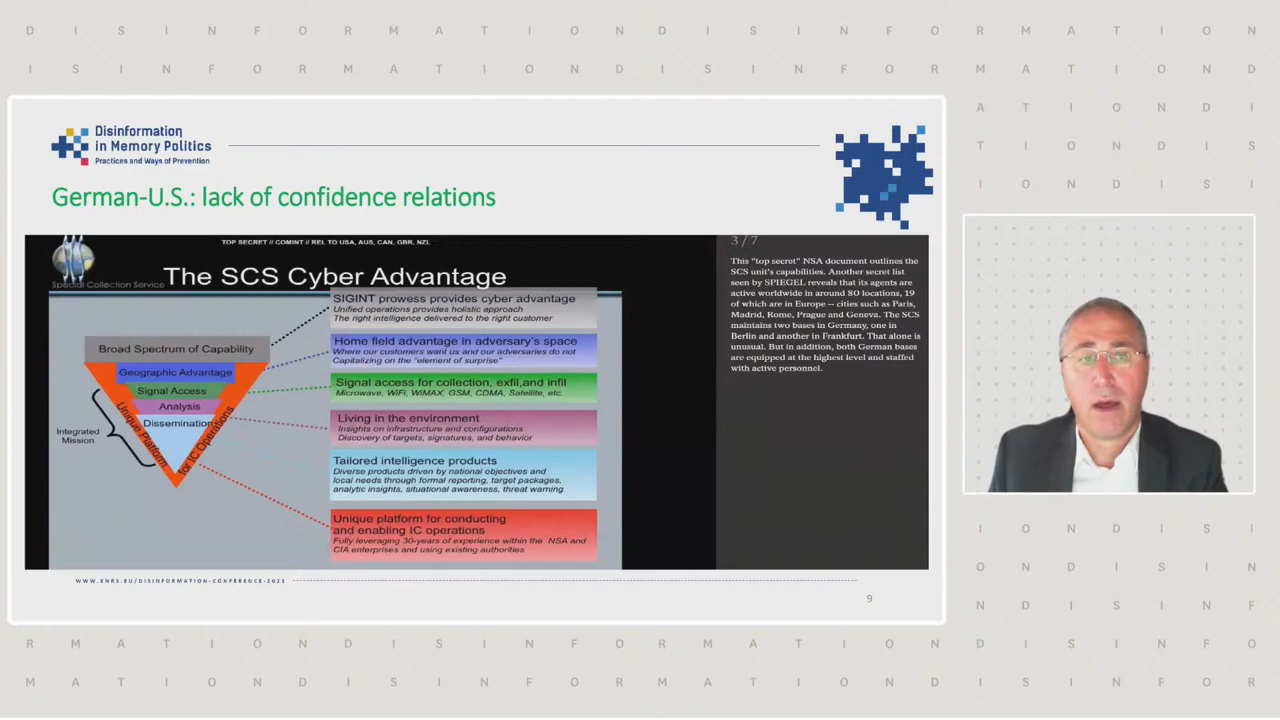 D I S I N F O R M A T I O N D I S I N F O R M A T I O N D I S I N F O R M A T I O N
I S I N F O R M A T I O N D I S I N F O R M A T I O N D I S I N F O R M A T I O N D
A T I O N D I
T I O N D I S
I O N D I S I
Disinformation
in Memory Politics
Practices and Ways of Prevention
German-U.S.: lack of confidence relations
TOP SECRET // COMINT // REL TO USA, AUS, CAN, GBR, NZL
Special Collection Service
The SCS Cyber Advantage
Broad Spectrum of Capability
Geographic Advantage
Signal Access
Analysis
Dissemination
Integrated
Mission
Unique Platform
for IC Operations
SIGINT prowess provides cyber advantage
Unified operations provides holistic approach
The right intelligence delivered to the right customer
Home field advantage in adversary's space
Where our customers want us and our adversaries do not
Capitalizing on the "element of surprise"
Signal access for collection, exfil,and infil
Microwave, WiFi, WiMAX, GSM, CDMA, Satellite, etc.
Living in the environment
Insights on infrastructure and configurations
Discovery of targets, signatures, and behavior
Tailored intelligence products
Diverse products driven by national objectives and
local needs through formal reporting, target packages,
analytic insights, situational awareness, threat warning
Unique platform for conducting
and enabling IC operations
Fully leveraging 30-years of experience within the NSA and
CIA enterprises and using existing authorities
3 / 7
This "top secret" NSA document outlines the
SCS unit's capabilities. Another secret list
seen by SPIEGEL reveals that its agents are
active worldwide in around 80 locations, 19
of which are in Europe -- cities such as Paris,
Madrid, Rome, Prague and Geneva. The SCS
maintains two bases in Germany, one in
Berlin and another in Frankfurt. That alone is
unusual. But in addition, both German bases
are equipped at the highest level and staffed
with active personnel.
WWW.ENRS.EU/DISINFORMATION-CONFERENCE-2021
9
I O N D I S I
O N D I S I N
N D I S I N F
R M A T I O N D I S I N F O R M A T I O N D I S I N F O R M A T I O N D I S I N F O
M A T I O N D I S I N F O R M A T I O N D I S I N F O R M A T I O N D I S I N F O R